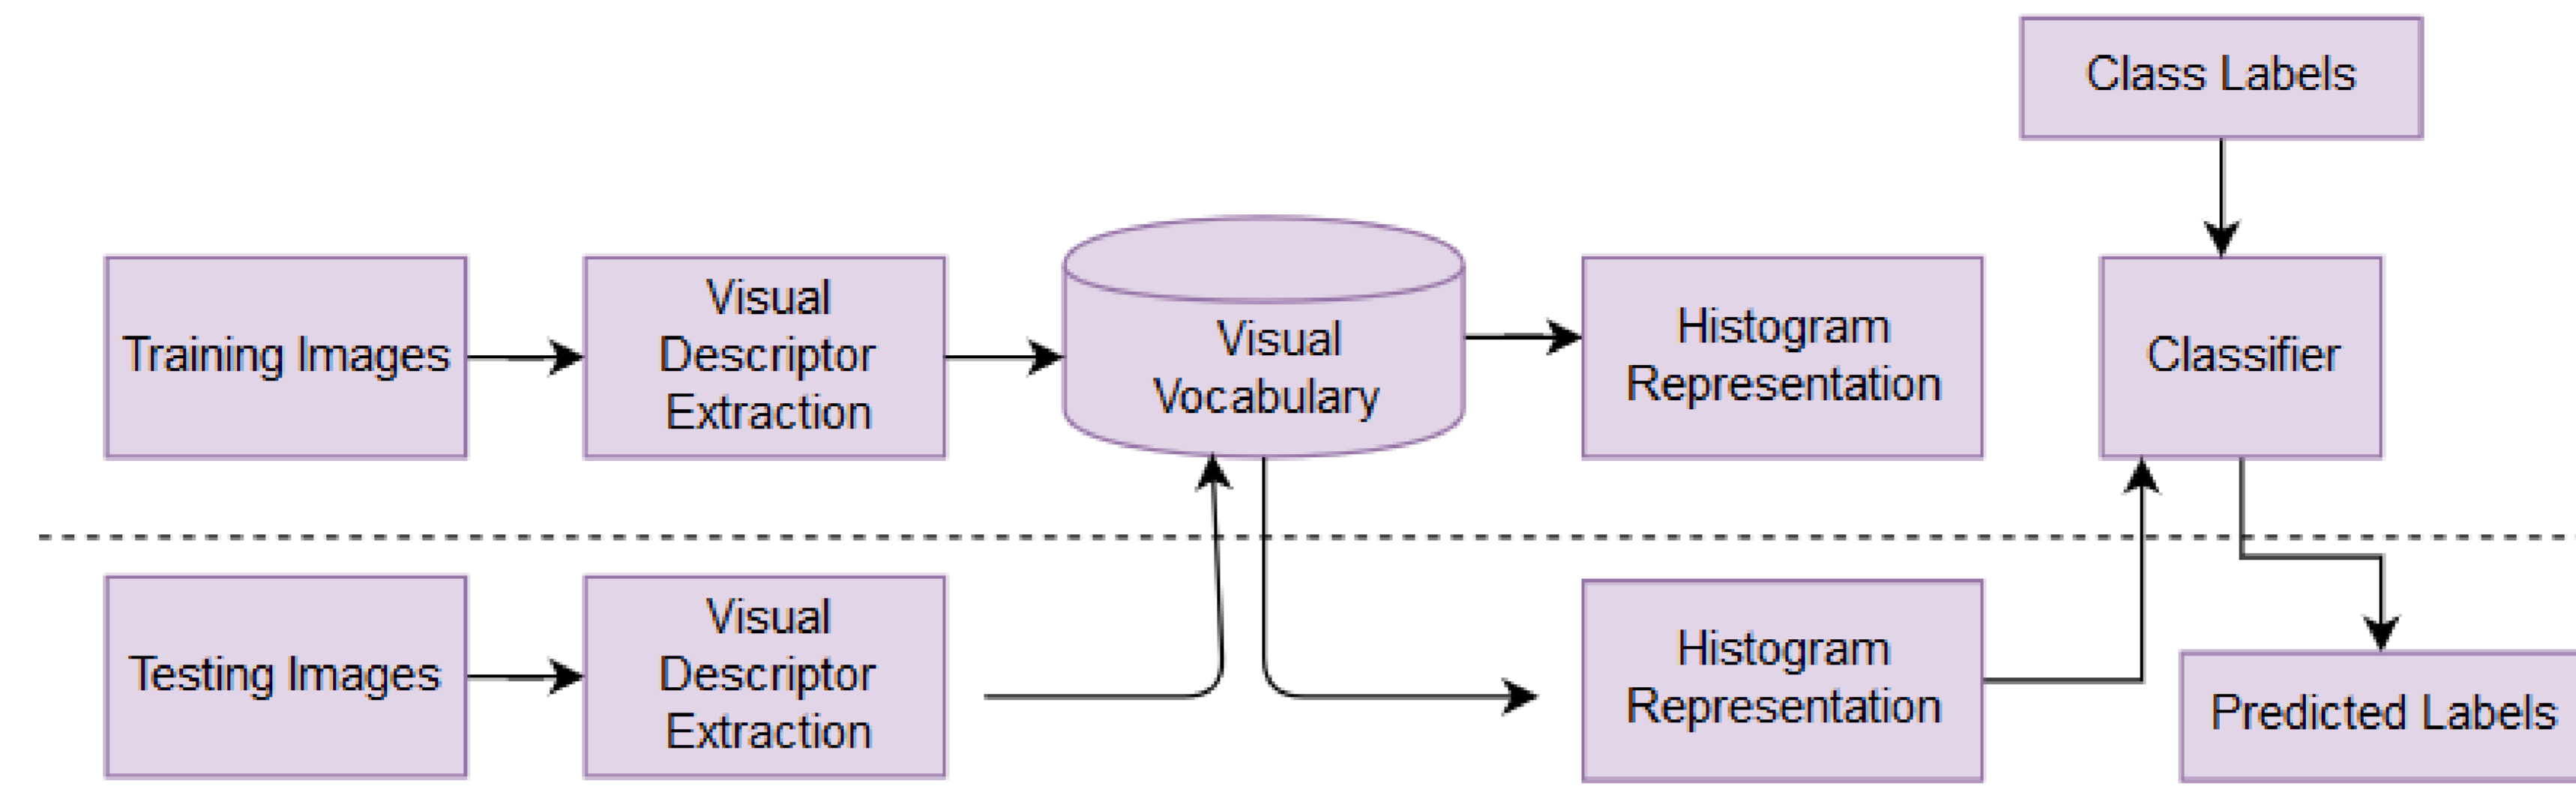 Class Labels
Training Images
Visual
Descriptor
Extraction
Visual
Vocabulary
Histogram
Representation
Classifier
Testing Images
Visual
Descriptor
Extraction
Histogram
Representation
Predicted Labels